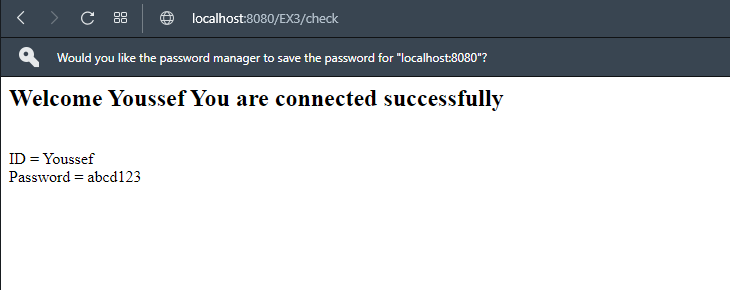 localhost:8080/EX3/check
Would you like the password manager to save the password for "localhost:8080"?
Welcome Youssef You are connected successfully
ID = Youssef
Password = abcd123